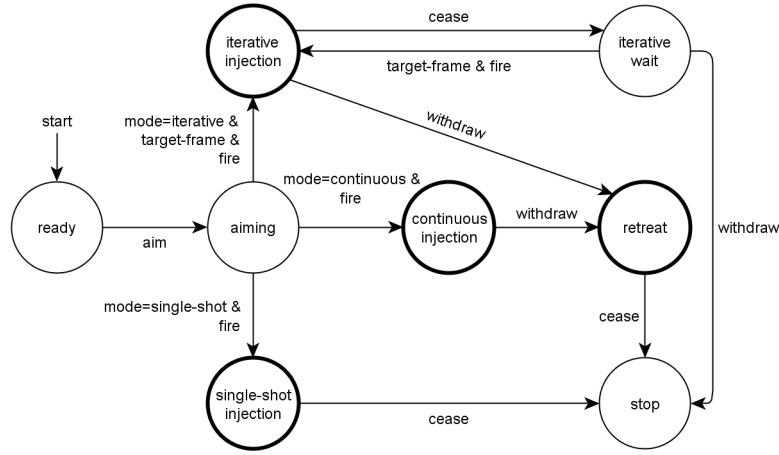 cease
iterative
injection
iterative
wait
target-frame & fire
start
mode=iterative &
target-frame &
fire
withdraw
mode=continuous &
fire
ready
aim
aiming
continuous
injection
withdraw
retreat
withdraw
mode=single-shot &
fire
cease
single-shot
injection
cease
stop